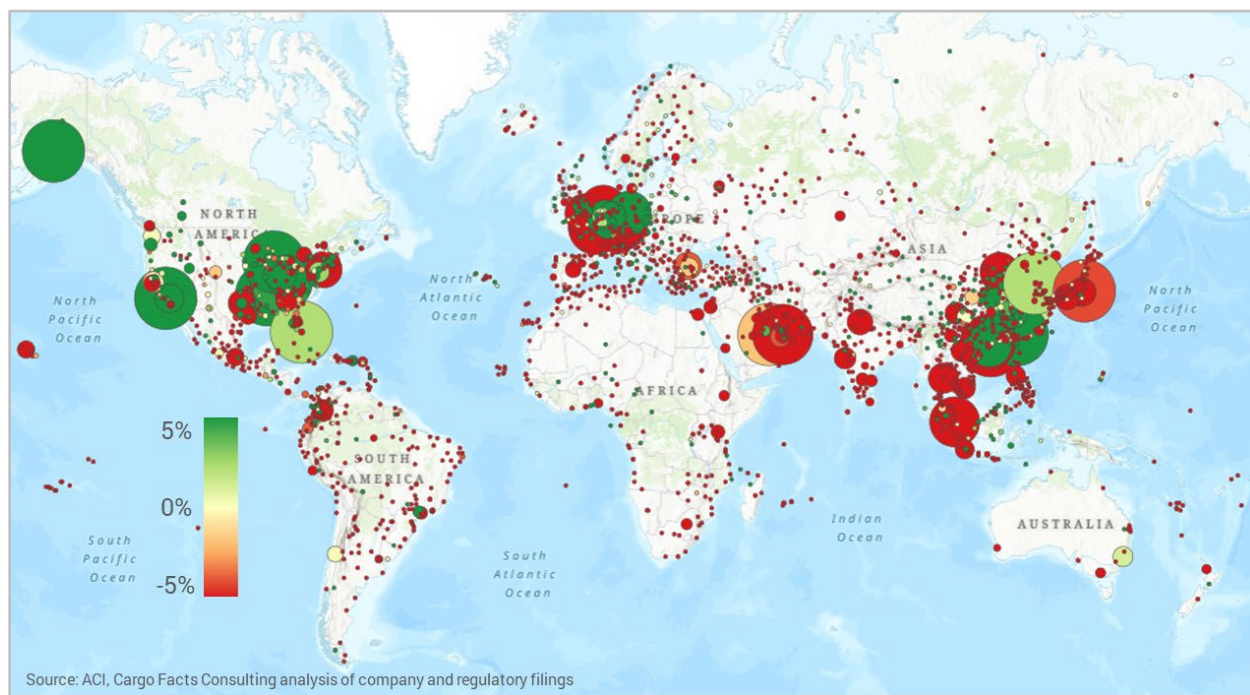 NORTH
AMERICA
EUROPE
ASIA
North
Pacific
Ocean
North
Atlantic
Ocean
North
Pacific
Ocean
AFRICA
5%
0%
-5%
SOUTH
AMERICA
South
Pacific
Ocean
South
Atlantic
Ocean
Indian
Ocean
AUSTRALIA
Source: ACI, Cargo Facts Consulting analysis of company and regulatory filings